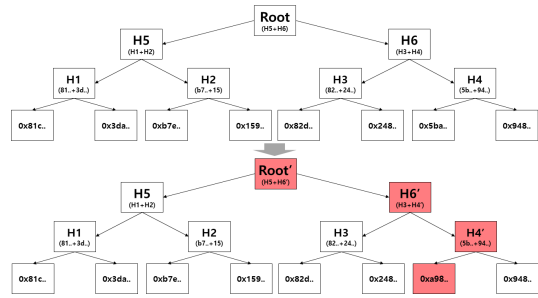 Root
(H5+H6)
H5
(H1+H2)
H6
(H3+H4)
H1
(81..+3d..)
H2
(b7..+15)
H3
(82..+24..)
H4
(5b..+94..)
0x81c.. 0x3da.. 0xb7e.. 0x159.. 0x82d.. 0x248.. 0x5ba.. 0x948..
Root’
(H5+H6’)
H5
(H1+H2)
H6’
(H3+H4’)
H1
(81..+3d..)
H2
(b7..+15)
H3
(82..+24..)
H4’
(5b..+94..)
0x81c.. 0x3da.. 0xb7e.. 0x159.. 0x82d.. 0x248.. 0xa98.. 0x948..